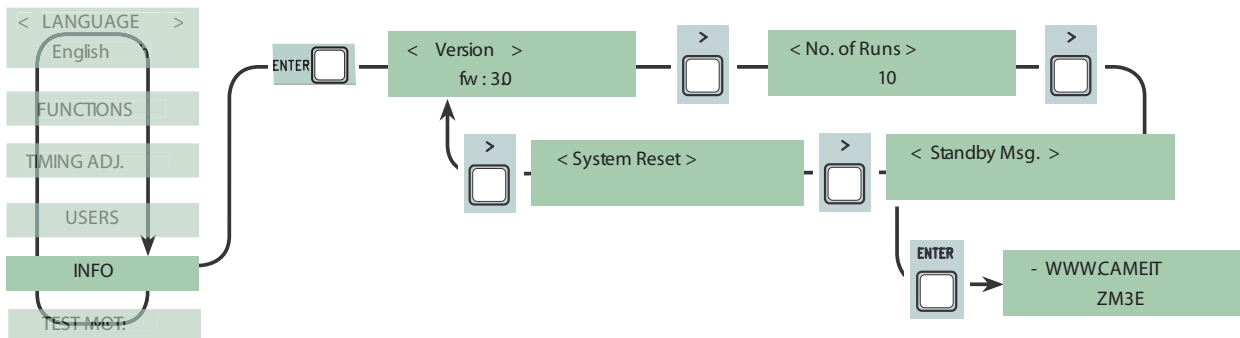 < LANGUAGE >
English
FUNCTIONS
TIMING ADJ.
USERS
INFO
TEST MOT.
ENTER
< Version >
fw : 3.0
>
< No. of Runs >
10
>
< Standby Msg. >
>
< System Reset >
>
ENTER
- WWW.CAME.IT
ZM3E